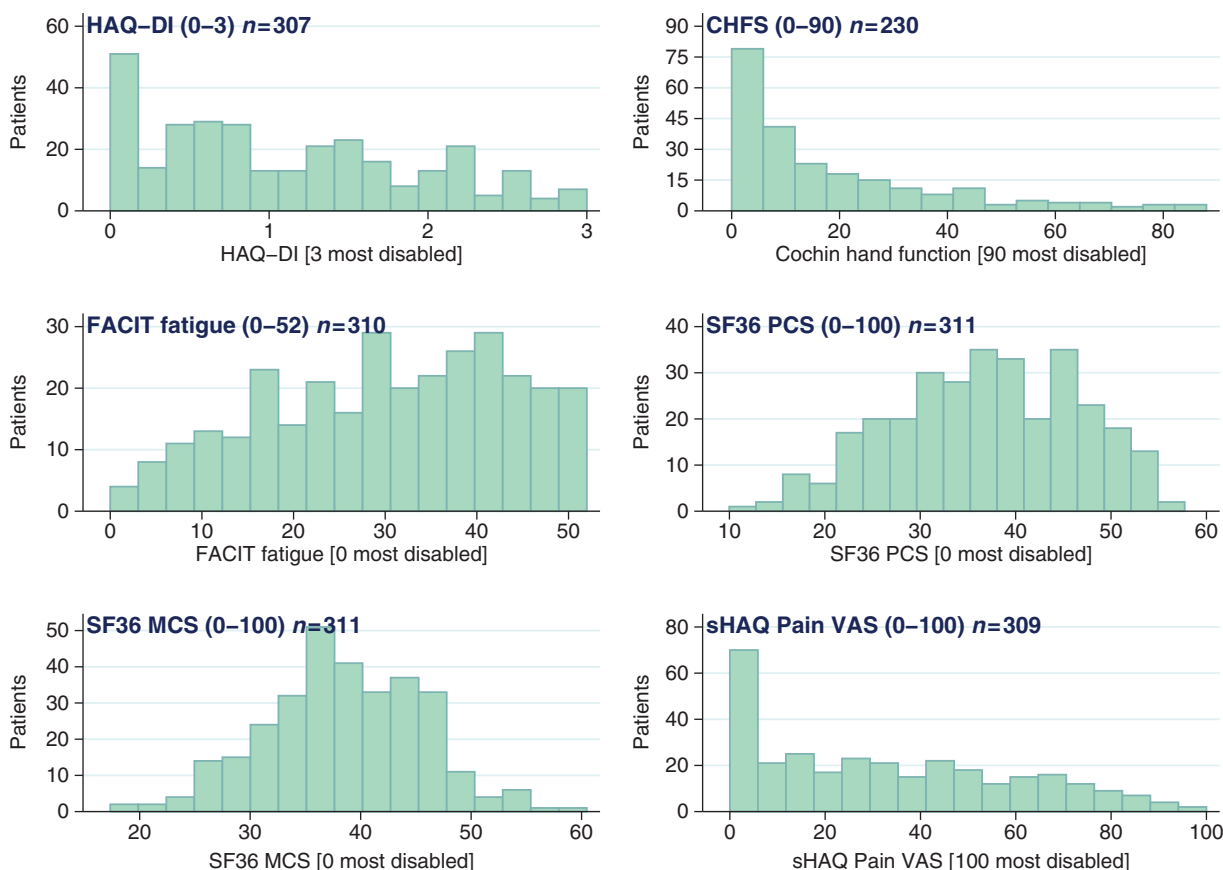 HAQ–DI (0–3) n=307
60
40
20
0
Patients
0 1 2 3
HAQ–DI [3 most disabled]
CHFS (0–90) n=230
90
75
60
45
30
15
0
Patients
0 20 40 60 80
Cochin hand function [90 most disabled]
FACIT fatigue (0–52) n=310
30
20
10
0
Patients
0 10 20 30 40 50
FACIT fatigue [0 most disabled]
SF36 PCS (0–100) n=311
40
30
20
10
0
Patients
10 20 30 40 50 60
SF36 PCS [0 most disabled]
SF36 MCS (0–100) n=311
50
40
30
20
10
0
Patients
20 30 40 50 60
SF36 MCS [0 most disabled]
sHAQ Pain VAS (0–100) n=309
80
60
40
20
0
Patients
0 20 40 60 80 100
sHAQ Pain VAS [100 most disabled]